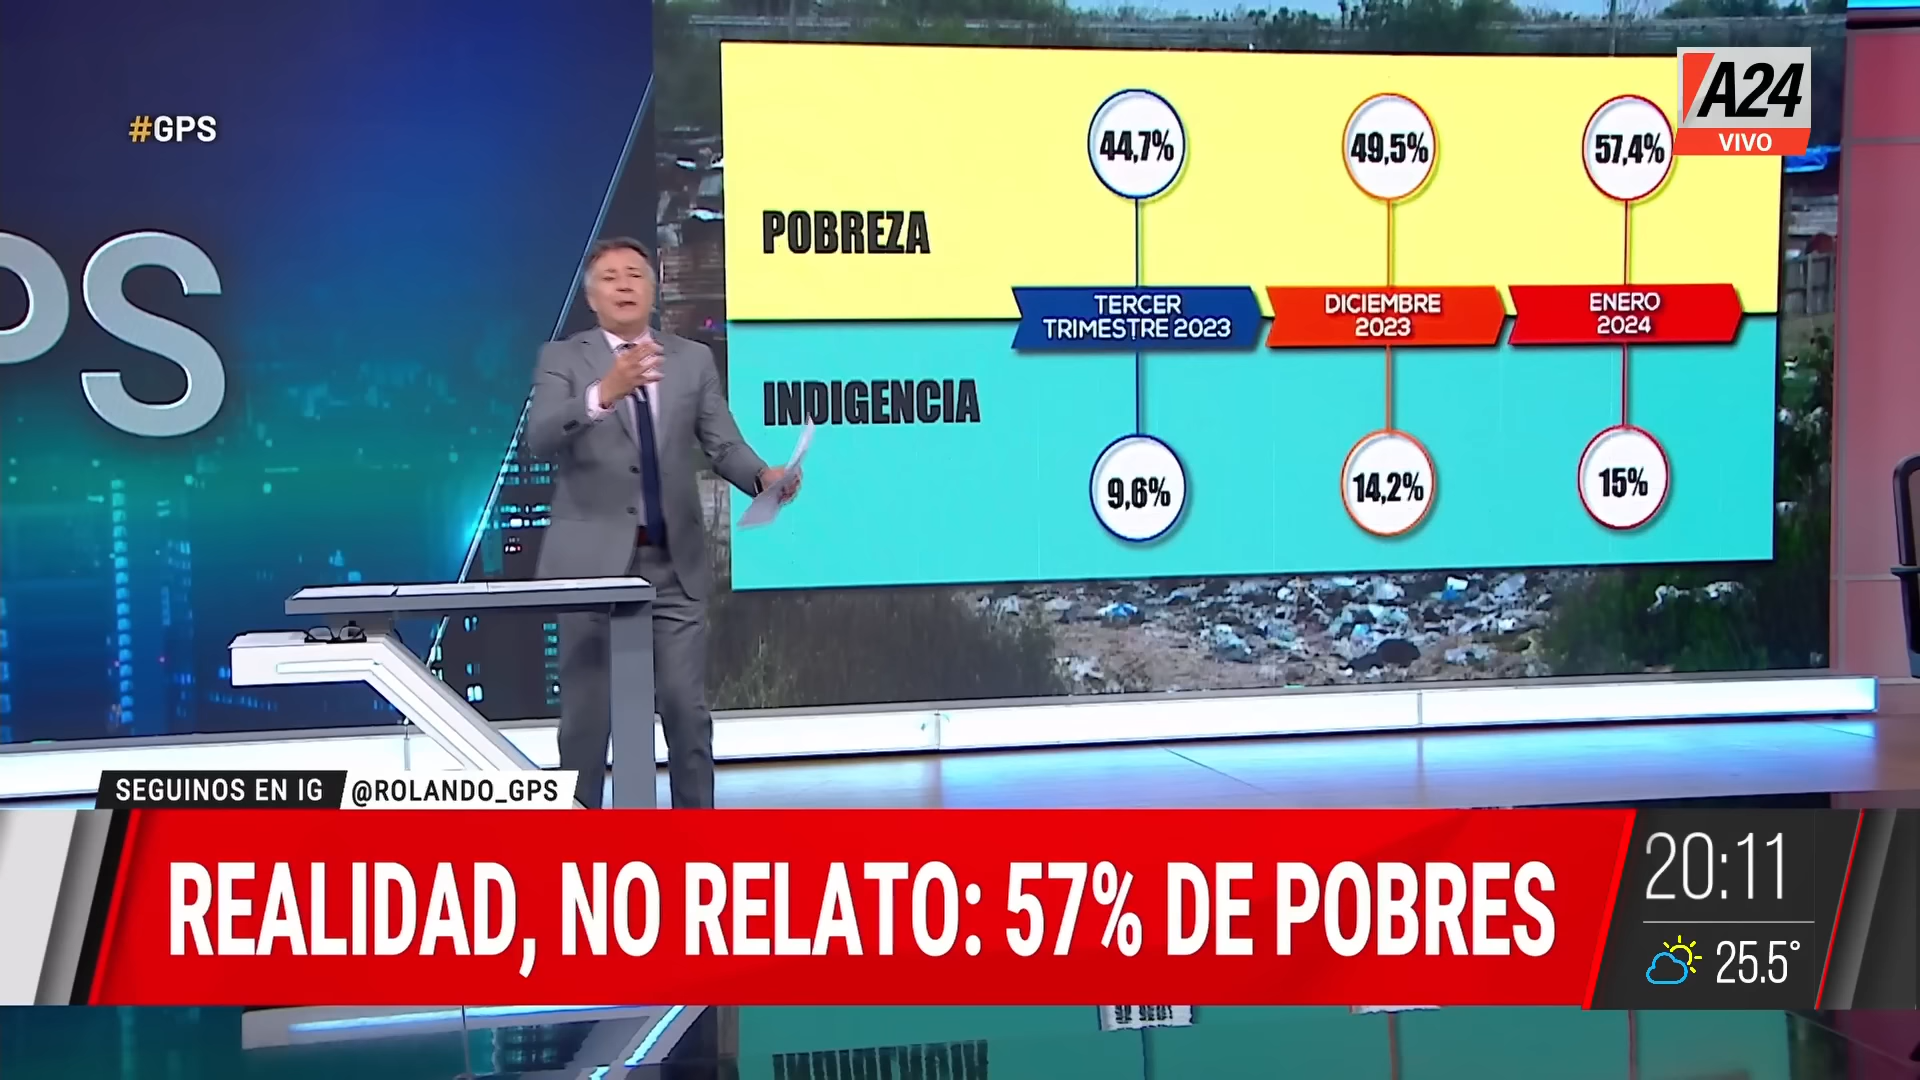 #GPS
PS
A24
VIVO
44,7%
49,5%
57,4%
POBREZA
TERCER
TRIMESTRE 2023
DICIEMBRE
2023
ENERO
2024
INDIGENCIA
9,6%
14,2%
15%
SEGUINOS EN IG @ROLANDO_GPS
REALIDAD, NO RELATO: 57% DE POBRES
20:11
25.5°